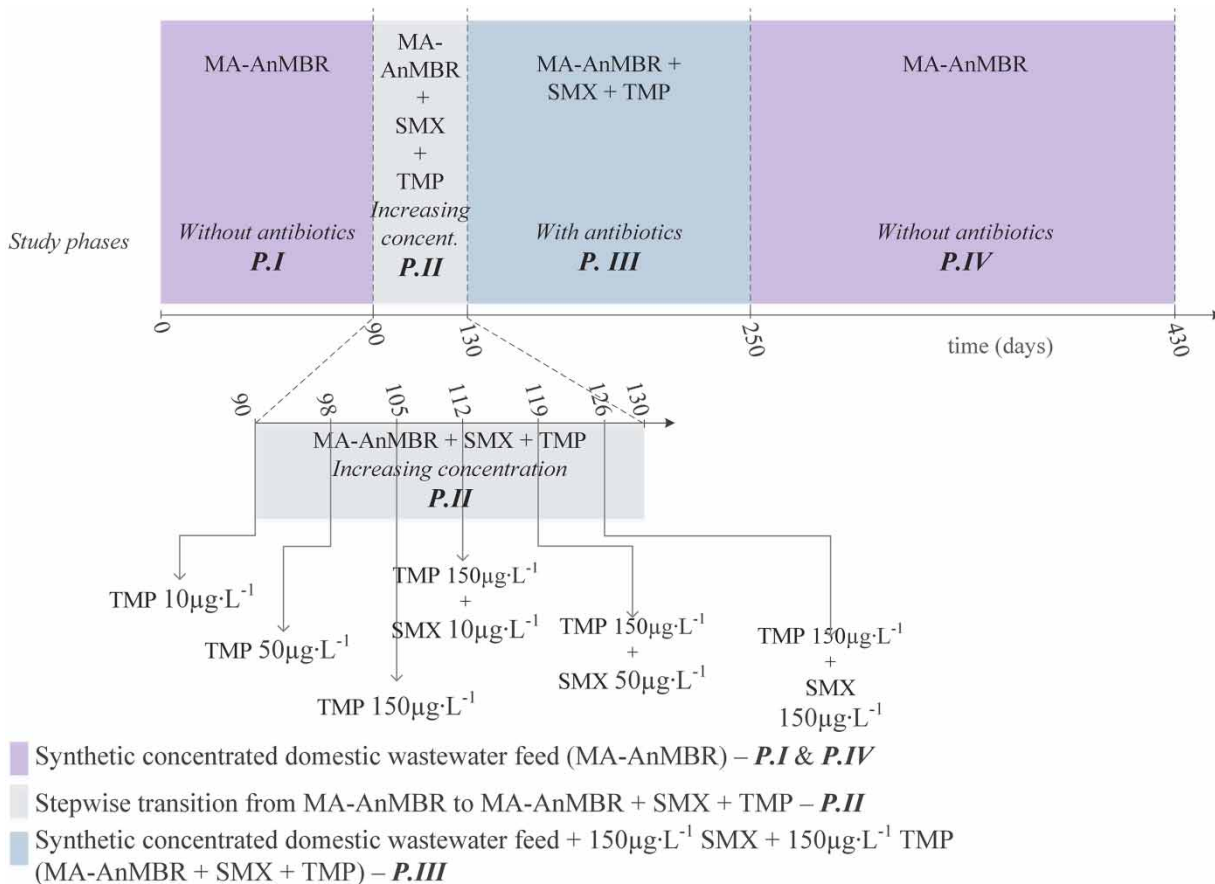 MA-AnMBR
MA-
AnMBR
+
SMX
+
TMP
Increasing
concent.
P.II
MA-AnMBR +
SMX + TMP
MA-AnMBR
Study phases
Without antibiotics
P.I
With antibiotics
P. III
Without antibiotics
P.IV
0
90
130
250
430
time (days)
90
98
105
112
119
126
130
MA-AnMBR + SMX + TMP
Increasing concentration
P.II
TMP 10µg·L⁻¹
TMP 50µg·L⁻¹
TMP 150µg·L⁻¹
TMP 150µg·L⁻¹
+
SMX 10µg·L⁻¹
TMP 150µg·L⁻¹
+
SMX 50µg·L⁻¹
TMP 150µg·L⁻¹
+
SMX
150µg·L⁻¹
Synthetic concentrated domestic wastewater feed (MA-AnMBR) – P.I & P.IV
Stepwise transition from MA-AnMBR to MA-AnMBR + SMX + TMP – P.II
Synthetic concentrated domestic wastewater feed + 150µg·L⁻¹ SMX + 150µg·L⁻¹ TMP
(MA-AnMBR + SMX + TMP) – P.III